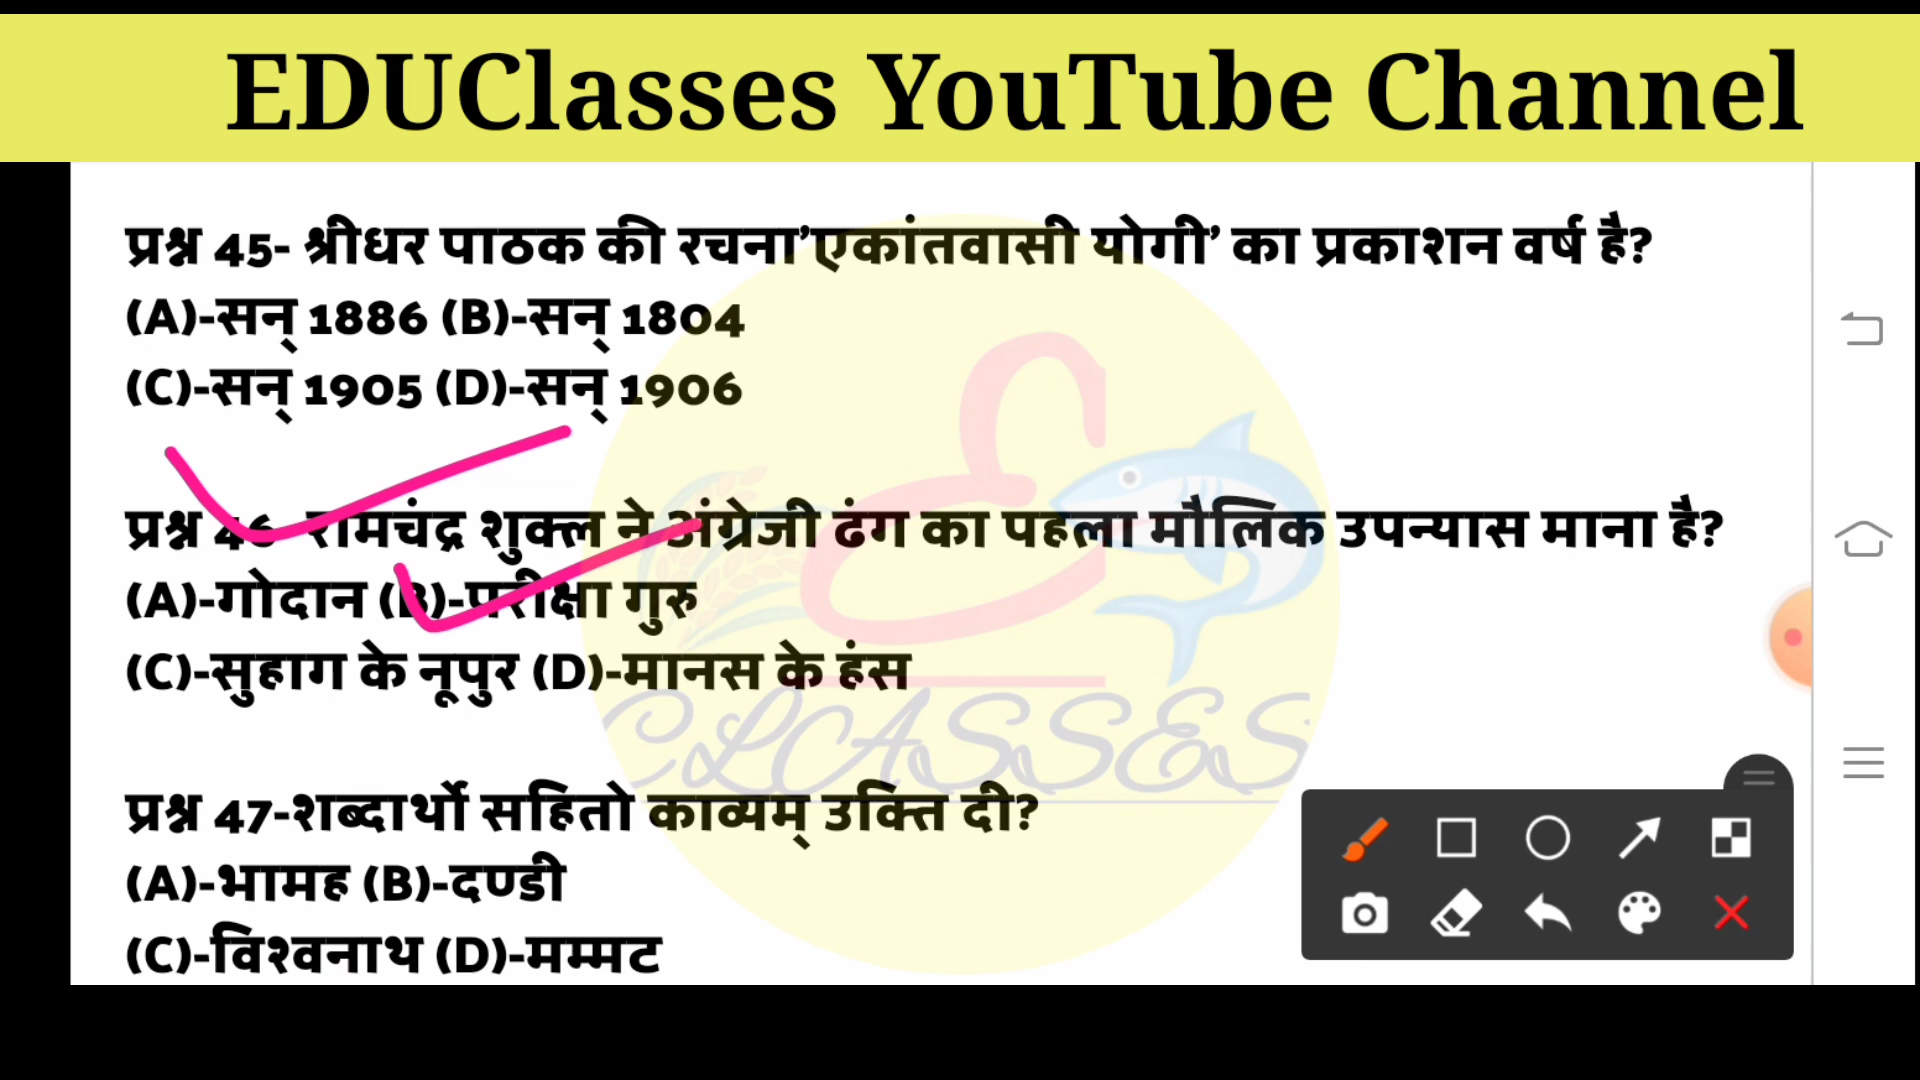 EDUClasses YouTube Channel
प्रश्न 45- श्रीधर पाठक की रचना’एकांतवासी योगी’ का प्रकाशन वर्ष है?
(A)-सन् 1886 (B)-सन् 1804
(C)-सन् 1905 (D)-सन् 1906
प्रश्न 46- रामचंद्र शुक्ल ने अंग्रेजी ढंग का पहला मौलिक उपन्यास माना है?
(A)-गोदान (B)-परीक्षा गुरु
(C)-सुहाग के नूपुर (D)-मानस के हंस
CLASSES
प्रश्न 47-शब्दार्थो सहितो काव्यम् उक्ति दी?
(A)-भामह (B)-दण्डी
(C)-विश्वनाथ (D)-मम्मट